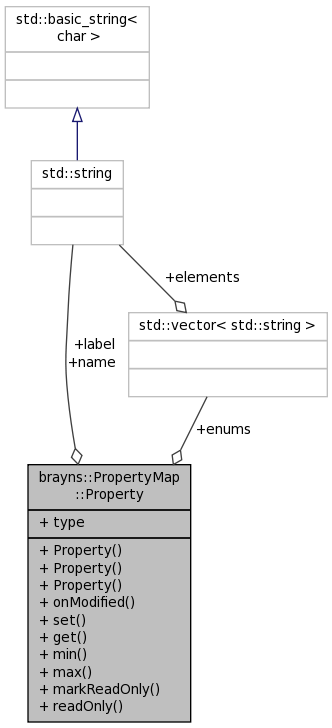 std::basic_string<
char >
std::string
+elements
std::vector< std::string >
+label
+name
+enums
brayns::PropertyMap
::Property
+ type
+ Property()
+ Property()
+ Property()
+ onModified()
+ set()
+ get()
+ min()
+ max()
+ markReadOnly()
+ readOnly()